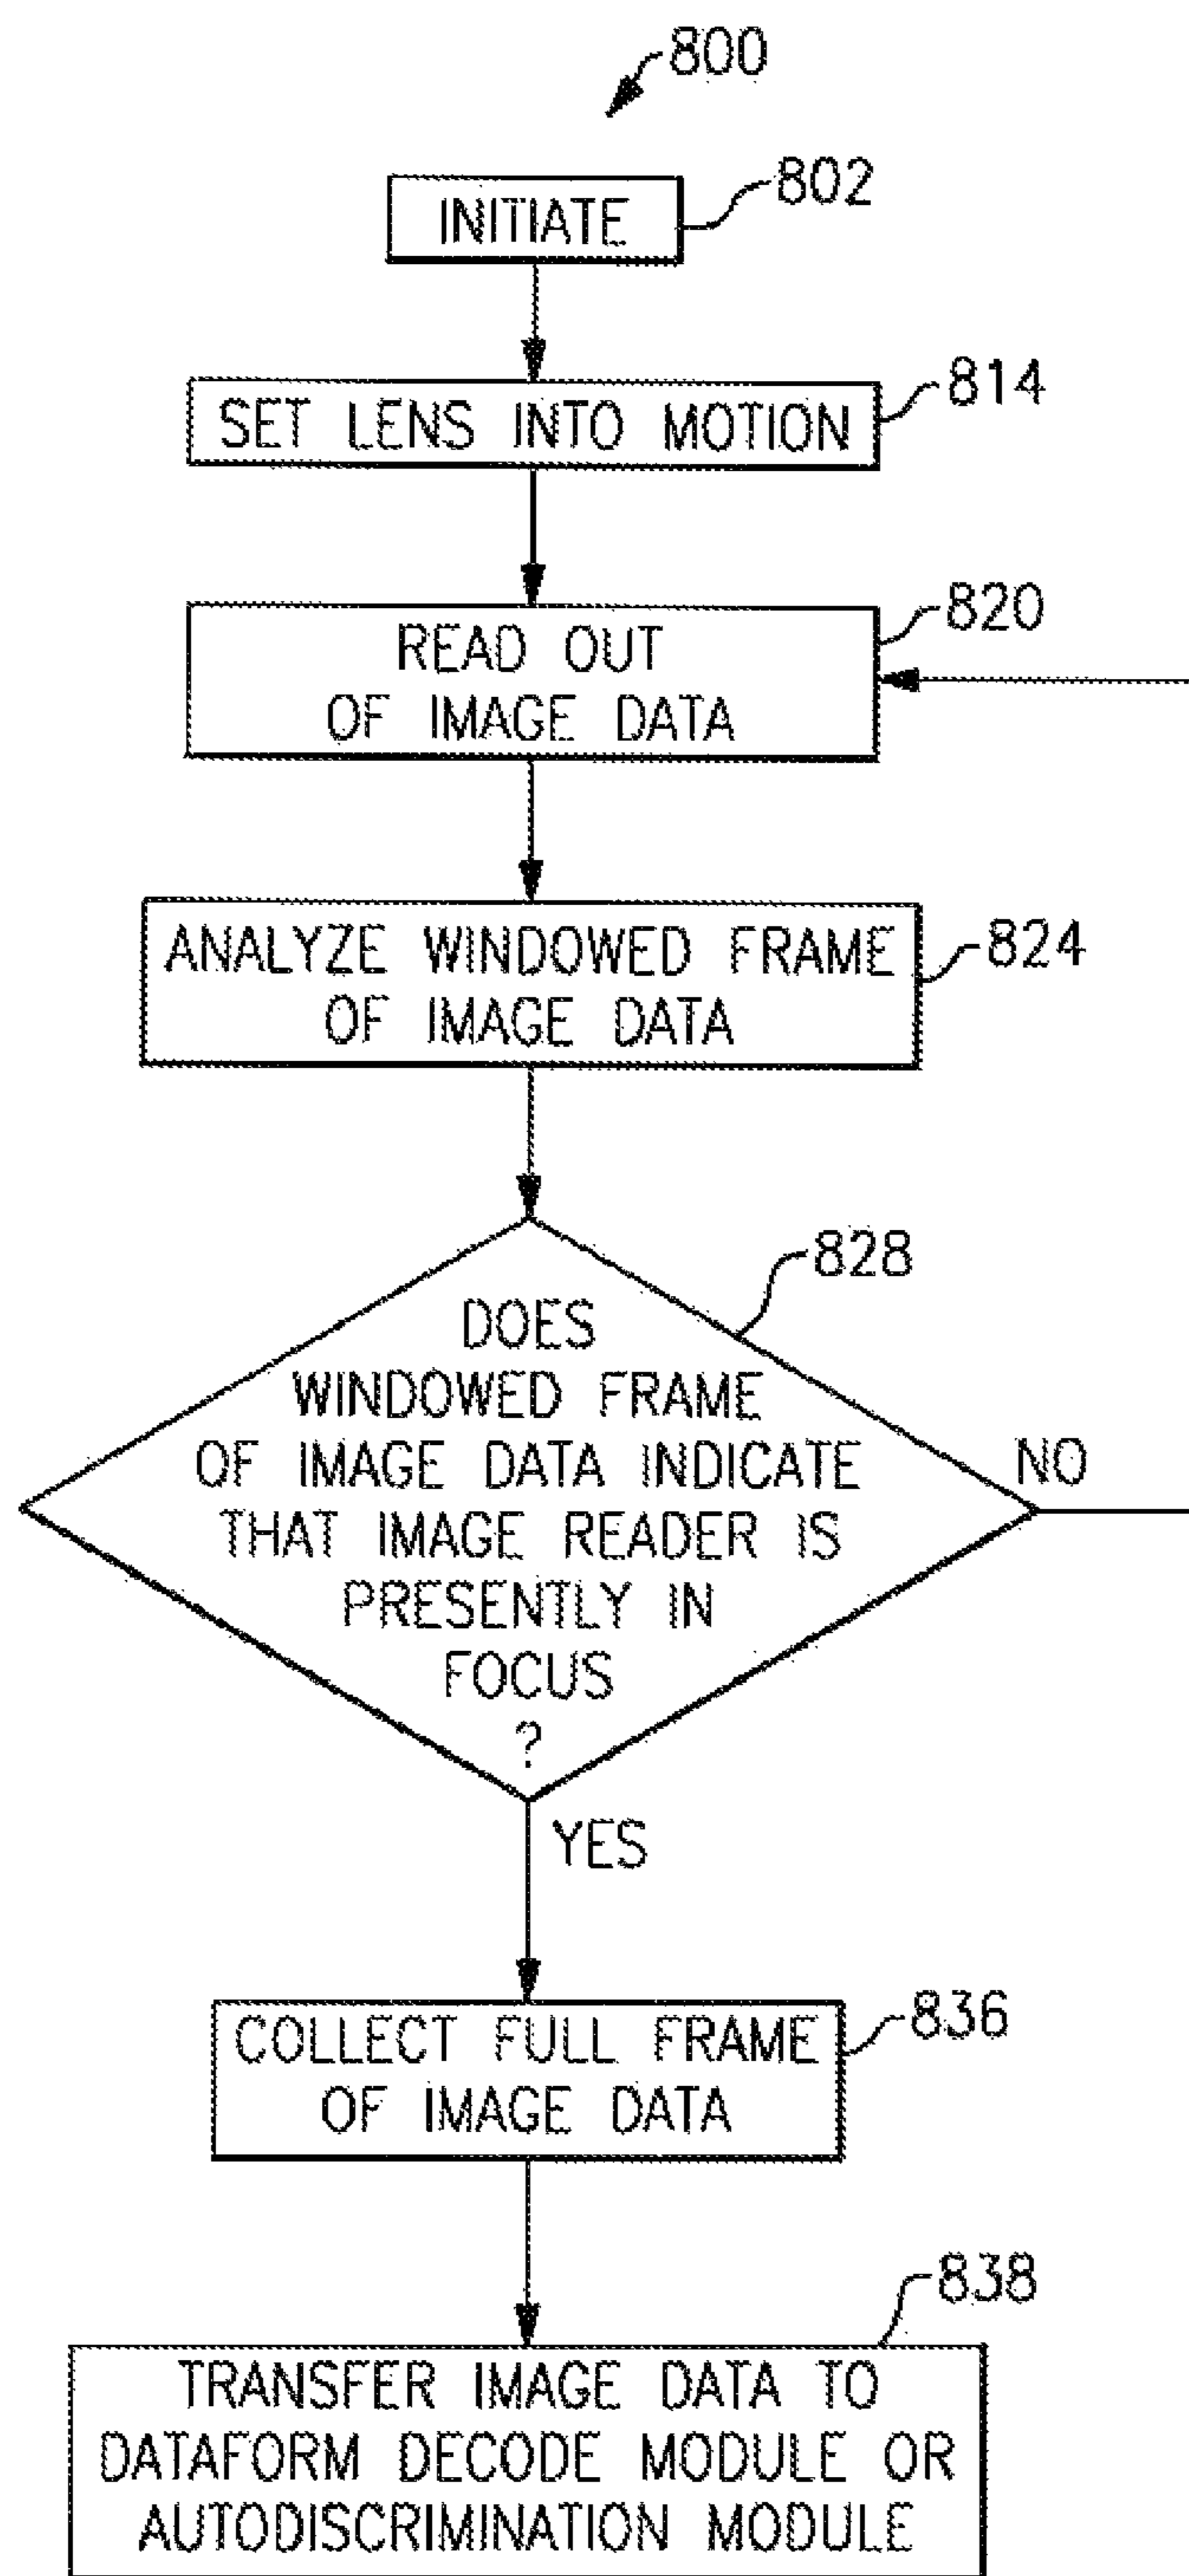 800
INITIATE
802
SET LENS INTO MOTION
814
READ OUT
OF IMAGE DATA
820
ANALYZE WINDOWED FRAME
OF IMAGE DATA
824
DOES
WINDOWED FRAME
OF IMAGE DATA INDICATE
THAT IMAGE READER IS
PRESENTLY IN
FOCUS
?
828
NO
YES
COLLECT FULL FRAME
OF IMAGE DATA
836
TRANSFER IMAGE DATA TO
DATAFORM DECODE MODULE OR
AUTODISCRIMINATION MODULE
838